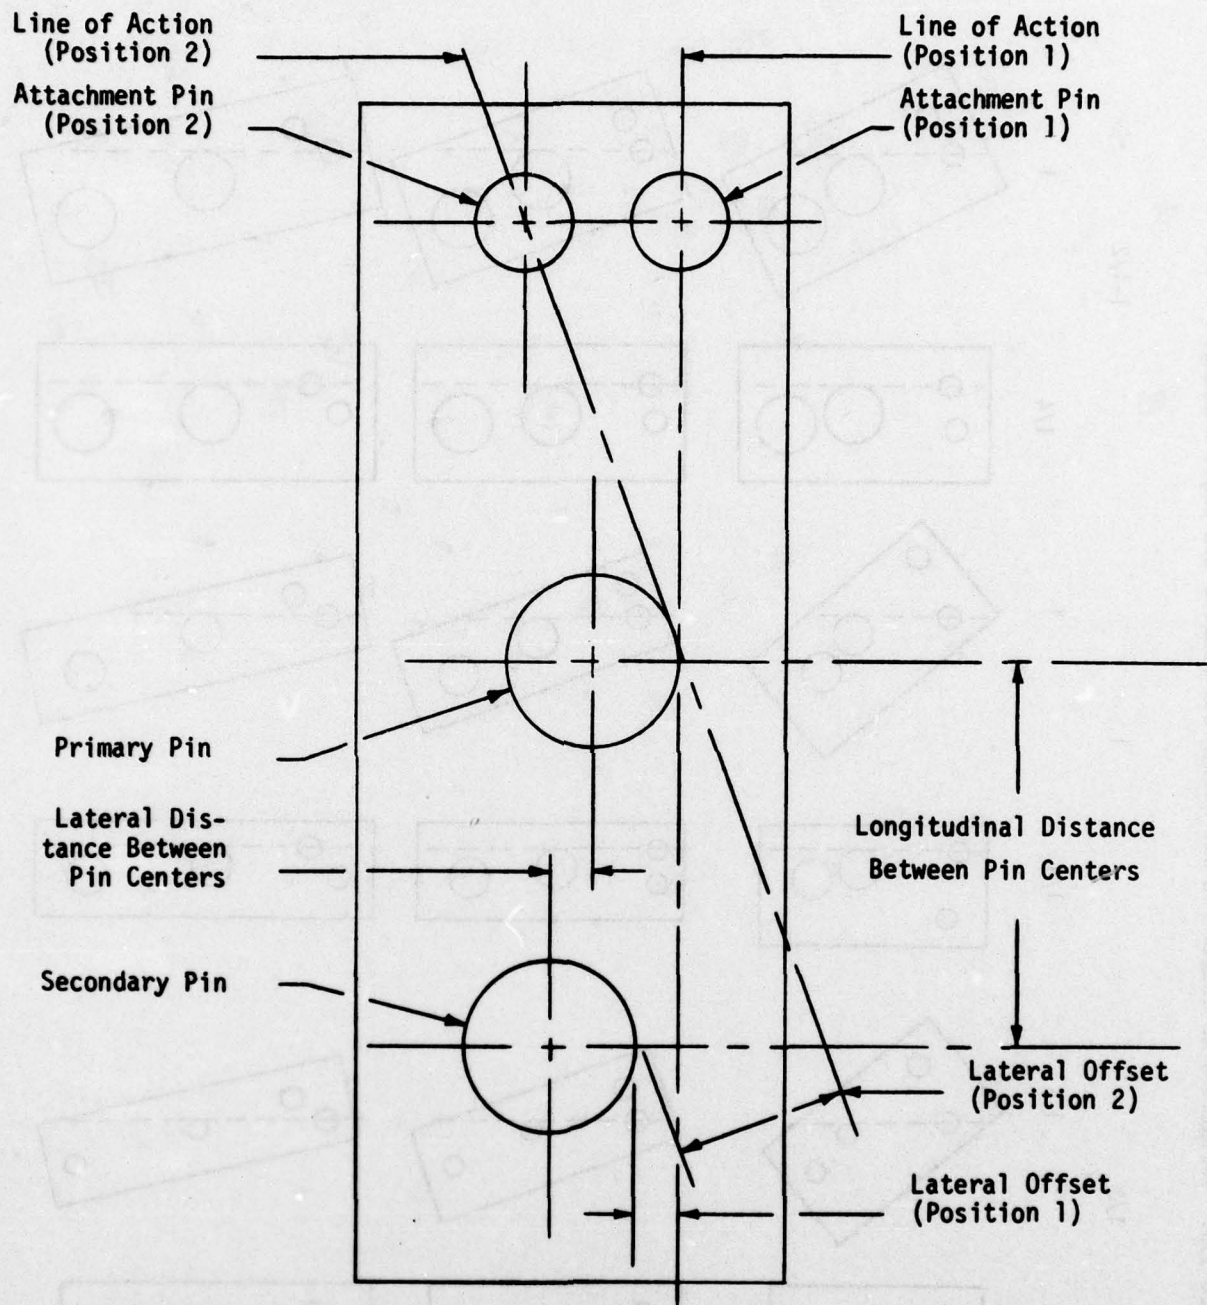 Line of Action
(Position 2)
Attachment Pin
(Position 2)
Line of Action
(Position 1)
Attachment Pin
(Position 1)
Primary Pin
Lateral Dis-
tance Between
Pin Centers
Longitudinal Distance
Between Pin Centers
Secondary Pin
Lateral Offset
(Position 2)
Lateral Offset
(Position 1)